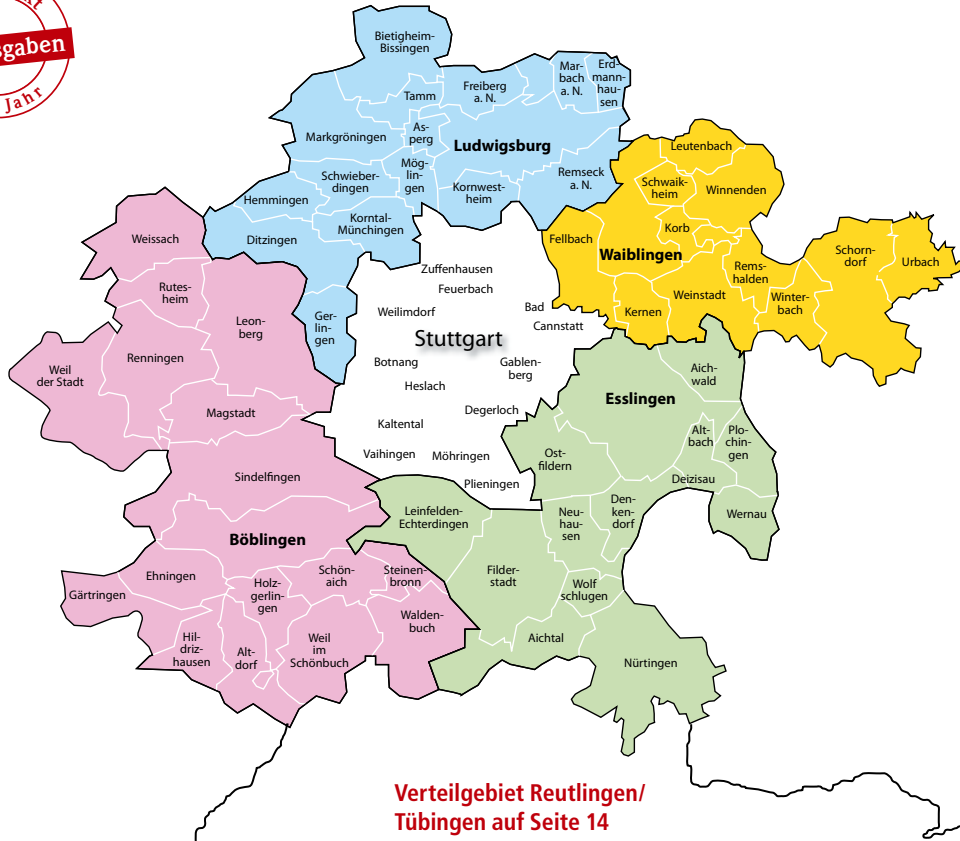 gaben
Jahr
Bietigheim-
Bissingen
Tamm
Freiberg
a. N.
Mar-
bach
a. N.
Erd-
mann-
hau-
sen
Markgröningen
As-
perg
Ludwigsburg
Schwieber-
dingen
Mög-
lin-
gen
Kornwest-
heim
Remseck
a. N.
Hemmingen
Ditzingen
Korntal-
Münchingen
Ger-
lin-
gen
Leutenbach
Schwaik-
heim
Winnenden
Fellbach
Korb
Waiblingen
Rems-
halden
Schorn-
dorf
Urbach
Weinstadt
Winter-
bach
Kernen
Weissach
Rutes-
heim
Leon-
berg
Weil
der Stadt
Renningen
Magstadt
Sindelfingen
Böblingen
Ehningen
Gärtringen
Holz-
gerlin-
gen
Schön-
aich
Steinen-
bronn
Walden-
buch
Hil-
driz-
hausen
Alt-
dorf
Weil
im
Schönbuch
Zuffenhausen
Feuerbach
Weilimdorf
Bad
Cannstatt
Stuttgart
Botnang
Gablen-
berg
Heslach
Degerloch
Kaltental
Vaihingen
Möhringen
Plieningen
Aich-
wald
Esslingen
Alt-
bach
Plo-
chin-
gen
Ost-
fildern
Deizisau
Wernau
Leinfelden-
Echterdingen
Neu-
hau-
sen
Den-
ken-
dorf
Filder-
stadt
Wolf
schlugen
Aichtal
Nürtingen
Verteilgebiet Reutlingen/
Tübingen auf Seite 14